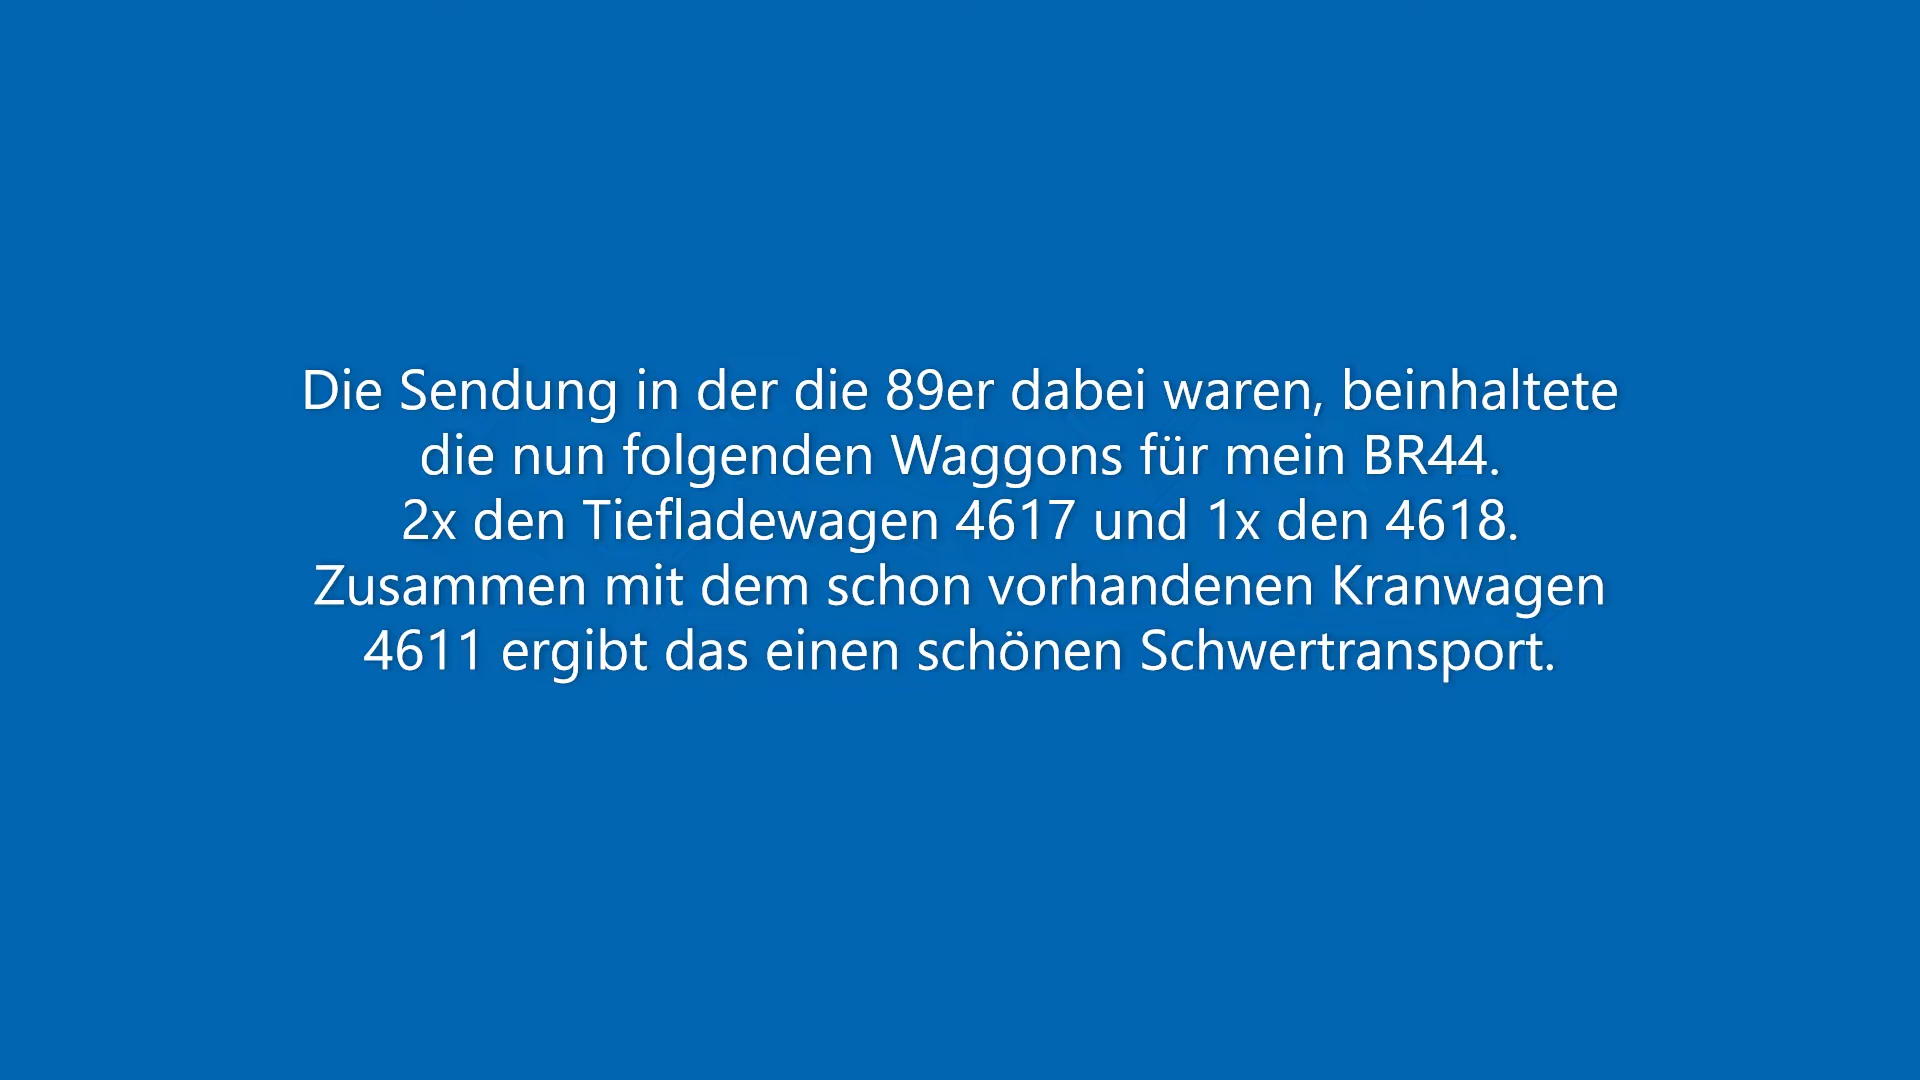 Die Sendung in der die 89er dabei waren, beinhaltete
die nun folgenden Waggons für mein BR44.
2x den Tiefladewagen 4617 und 1x den 4618.
Zusammen mit dem schon vorhandenen Kranwagen
4611 ergibt das einen schönen Schwertransport.